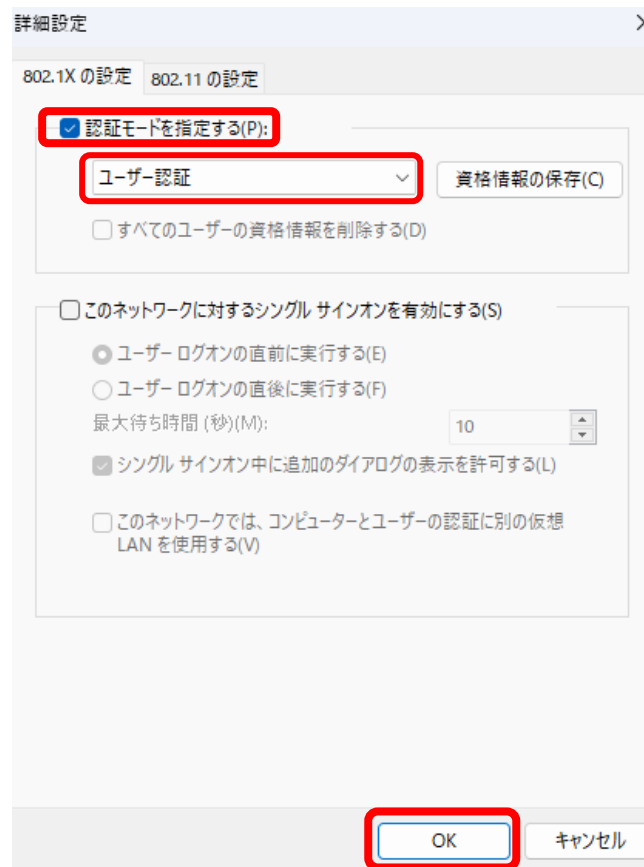 詳細設定
802.1X の設定 802.11 の設定
認証モードを指定する(P):
ユーザー認証 資格情報の保存(C)
すべてのユーザーの資格情報を削除する(D)
このネットワークに対するシングル サインオンを有効にする(S)
ユーザー ログオンの直前に実行する(E)
ユーザー ログオンの直後に実行する(F)
最大待ち時間 (秒)(M): 10
シングル サインオン中に追加のダイアログの表示を許可する(L)
このネットワークでは、コンピューターとユーザーの認証に別の仮想
LAN を使用する(V)
OK キャンセル